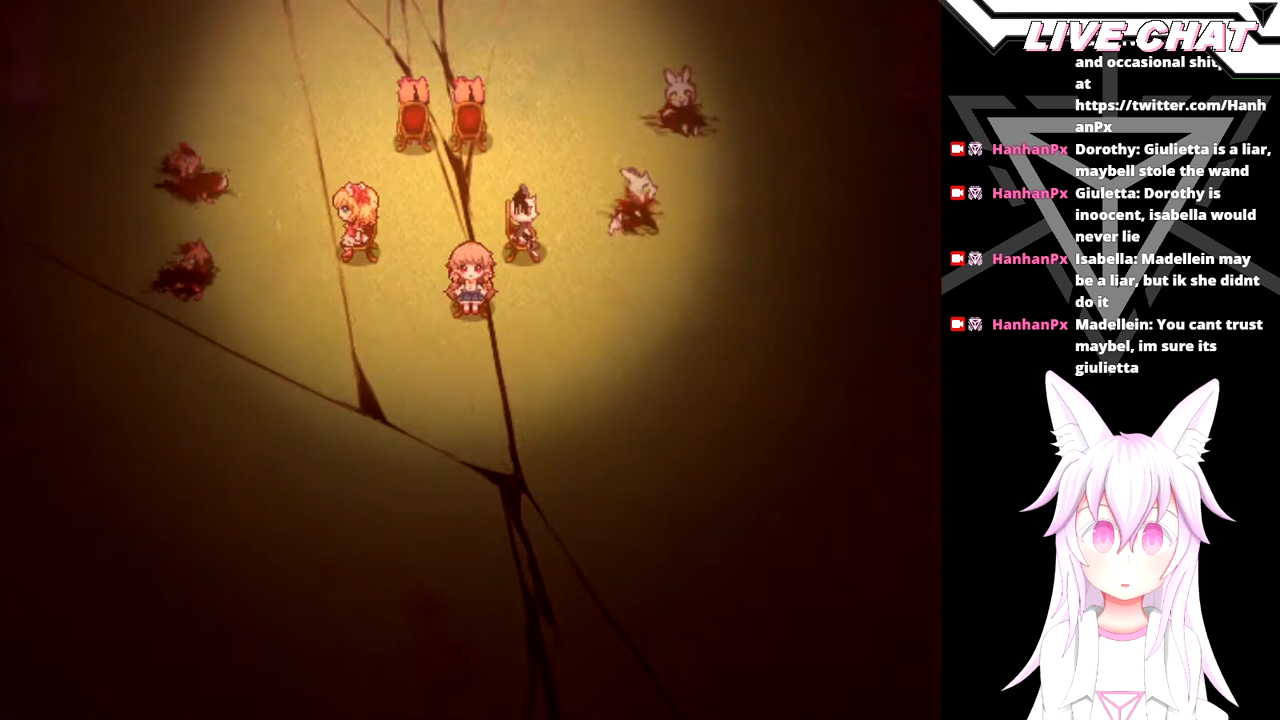 LIVE CHAT
and occasional shit,
at
https://twitter.com/Hanh
anPx
HanhanPx Dorothy: Giulietta is a liar,
maybell stole the wand
HanhanPx Giuletta: Dorothy is
inoocent, isabella would
never lie
HanhanPx Isabella: Madellein may
be a liar, but ik she didnt
do it
HanhanPx Madellein: You cant trust
maybel, im sure its
giulietta